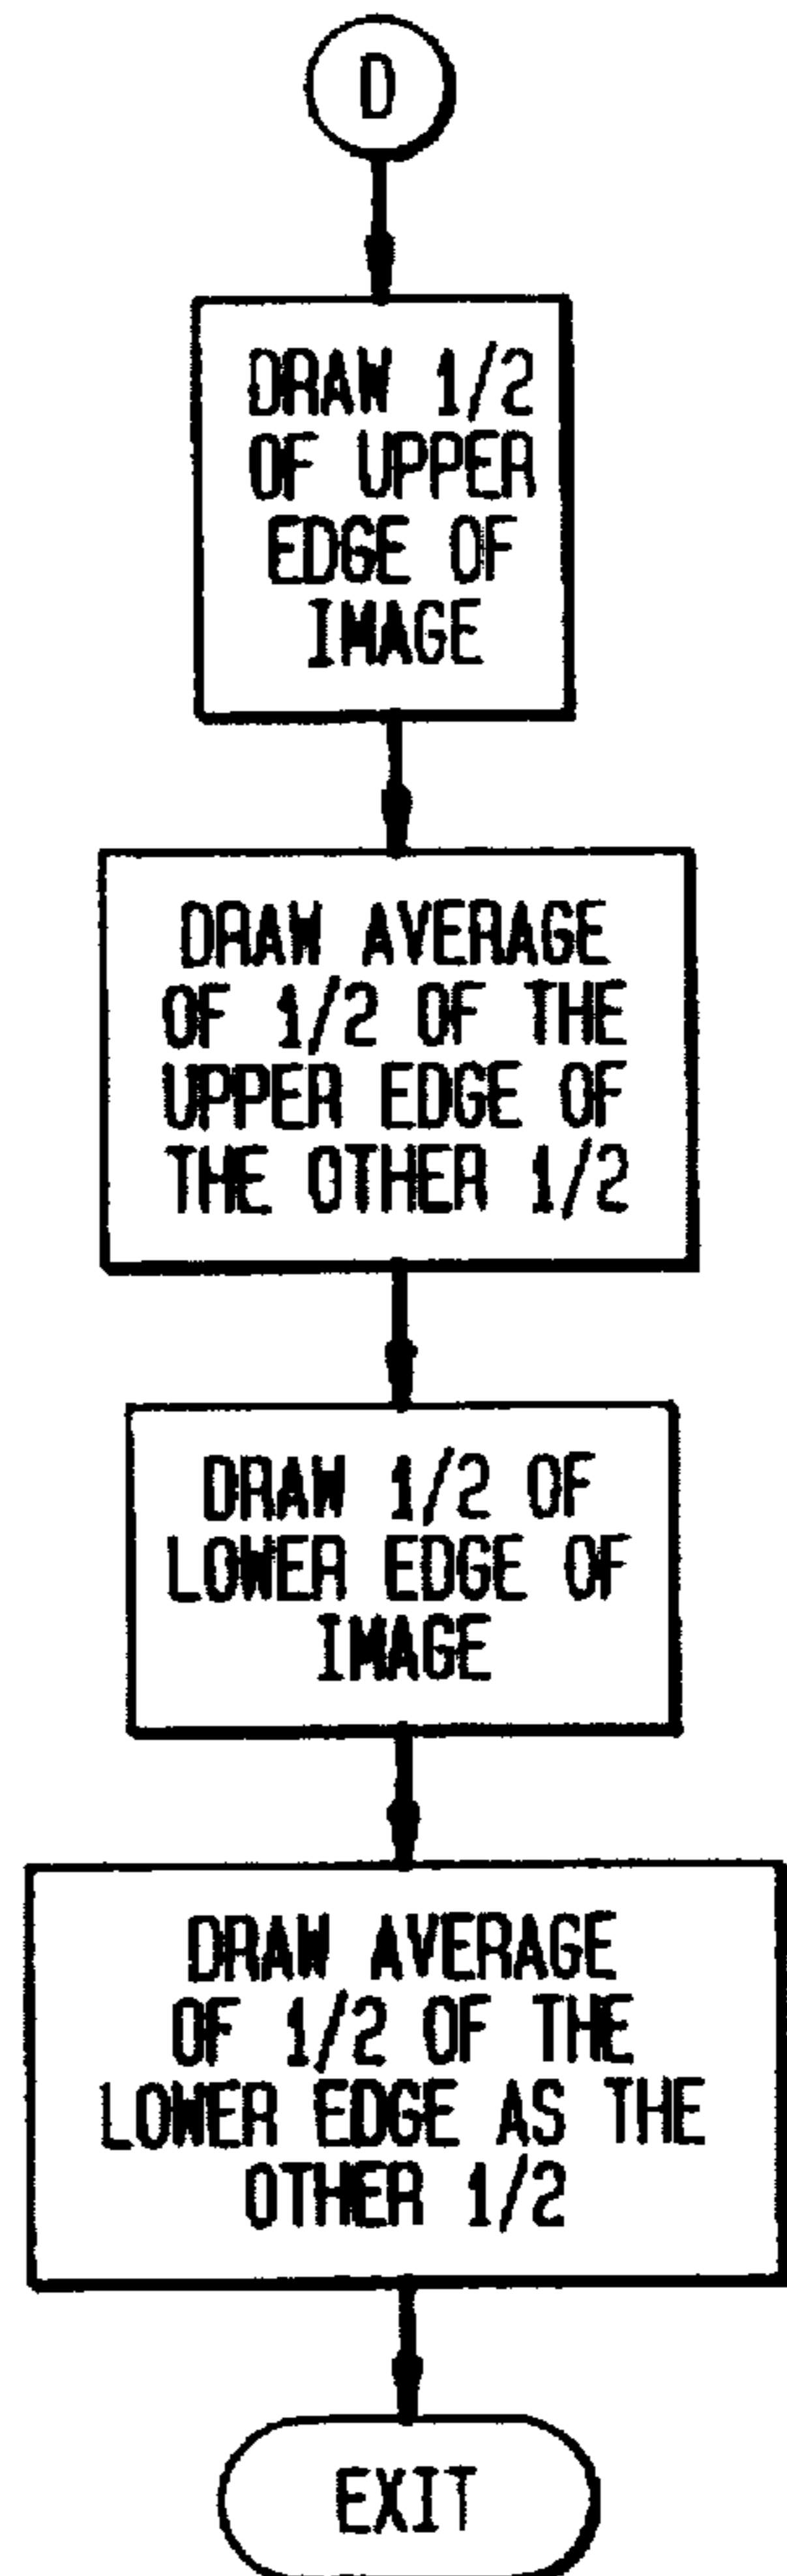 D
DRAW 1/2
OF UPPER
EDGE OF
IMAGE
DRAW AVERAGE
OF 1/2 OF THE
UPPER EDGE OF
THE OTHER 1/2
DRAW 1/2 OF
LOWER EDGE OF
IMAGE
DRAW AVERAGE
OF 1/2 OF THE
LOWER EDGE AS THE
OTHER 1/2
EXIT